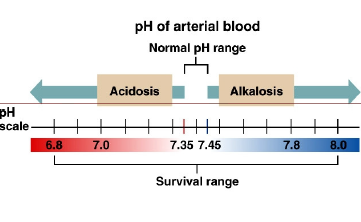 pH of arterial blood
Normal pH range
Acidosis Alkalosis
pH
scale
6.8 7.0 7.35 7.45 7.8 8.0
Survival range